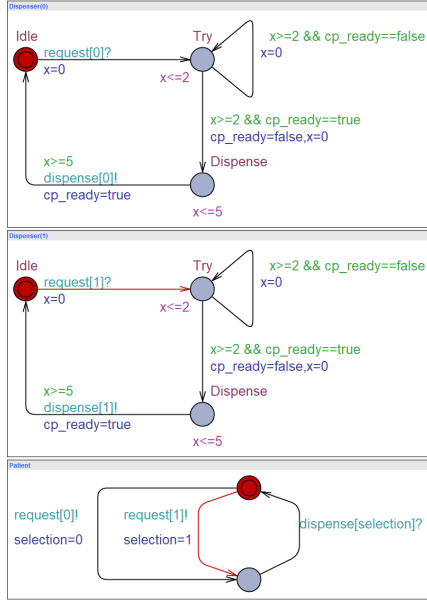 Dispenser(0)
Idle
request[0]?
x=0
Try
x<=2
x>=2 && cp_ready==false
x=0
x>=2 && cp_ready==true
cp_ready=false,x=0
Dispense
x<=5
x>=5
dispense[0]!
cp_ready=true
Dispenser(1)
Idle
request[1]?
x=0
Try
x<=2
x>=2 && cp_ready==false
x=0
x>=2 && cp_ready==true
cp_ready=false,x=0
Dispense
x<=5
x>=5
dispense[1]!
cp_ready=true
Patient
request[0]!
selection=0
request[1]!
selection=1
dispense[selection]?